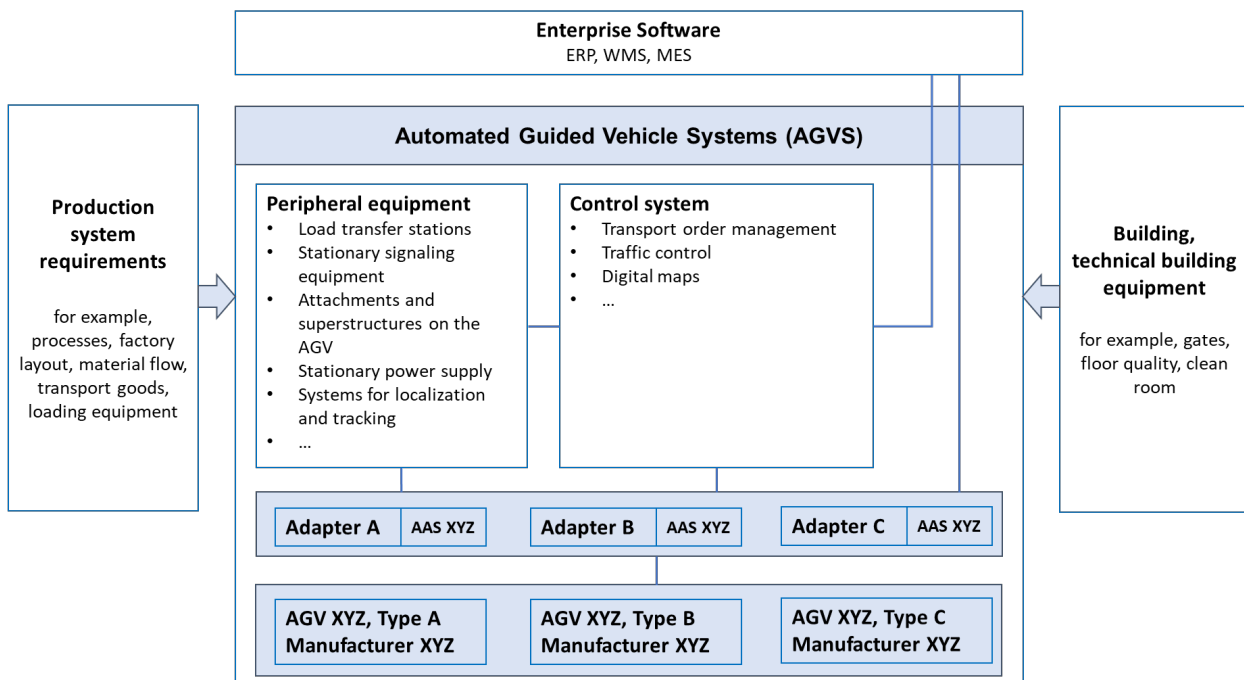 Enterprise Software
ERP, WMS, MES
Automated Guided Vehicle Systems (AGVS)
Production
system
requirements
for example,
processes, factory
layout, material flow,
transport goods,
loading equipment
Peripheral equipment
• Load transfer stations
• Stationary signaling
equipment
• Attachments and
superstructures on the
AGV
• Stationary power supply
• Systems for localization
and tracking
• ...
Control system
• Transport order management
• Traffic control
• Digital maps
• ...
Building,
technical building
equipment
for example, gates,
floor quality, clean
room
Adapter A
AAS XYZ
Adapter B
AAS XYZ
Adapter C
AAS XYZ
AGV XYZ, Type A
Manufacturer XYZ
AGV XYZ, Type B
Manufacturer XYZ
AGV XYZ, Type C
Manufacturer XYZ